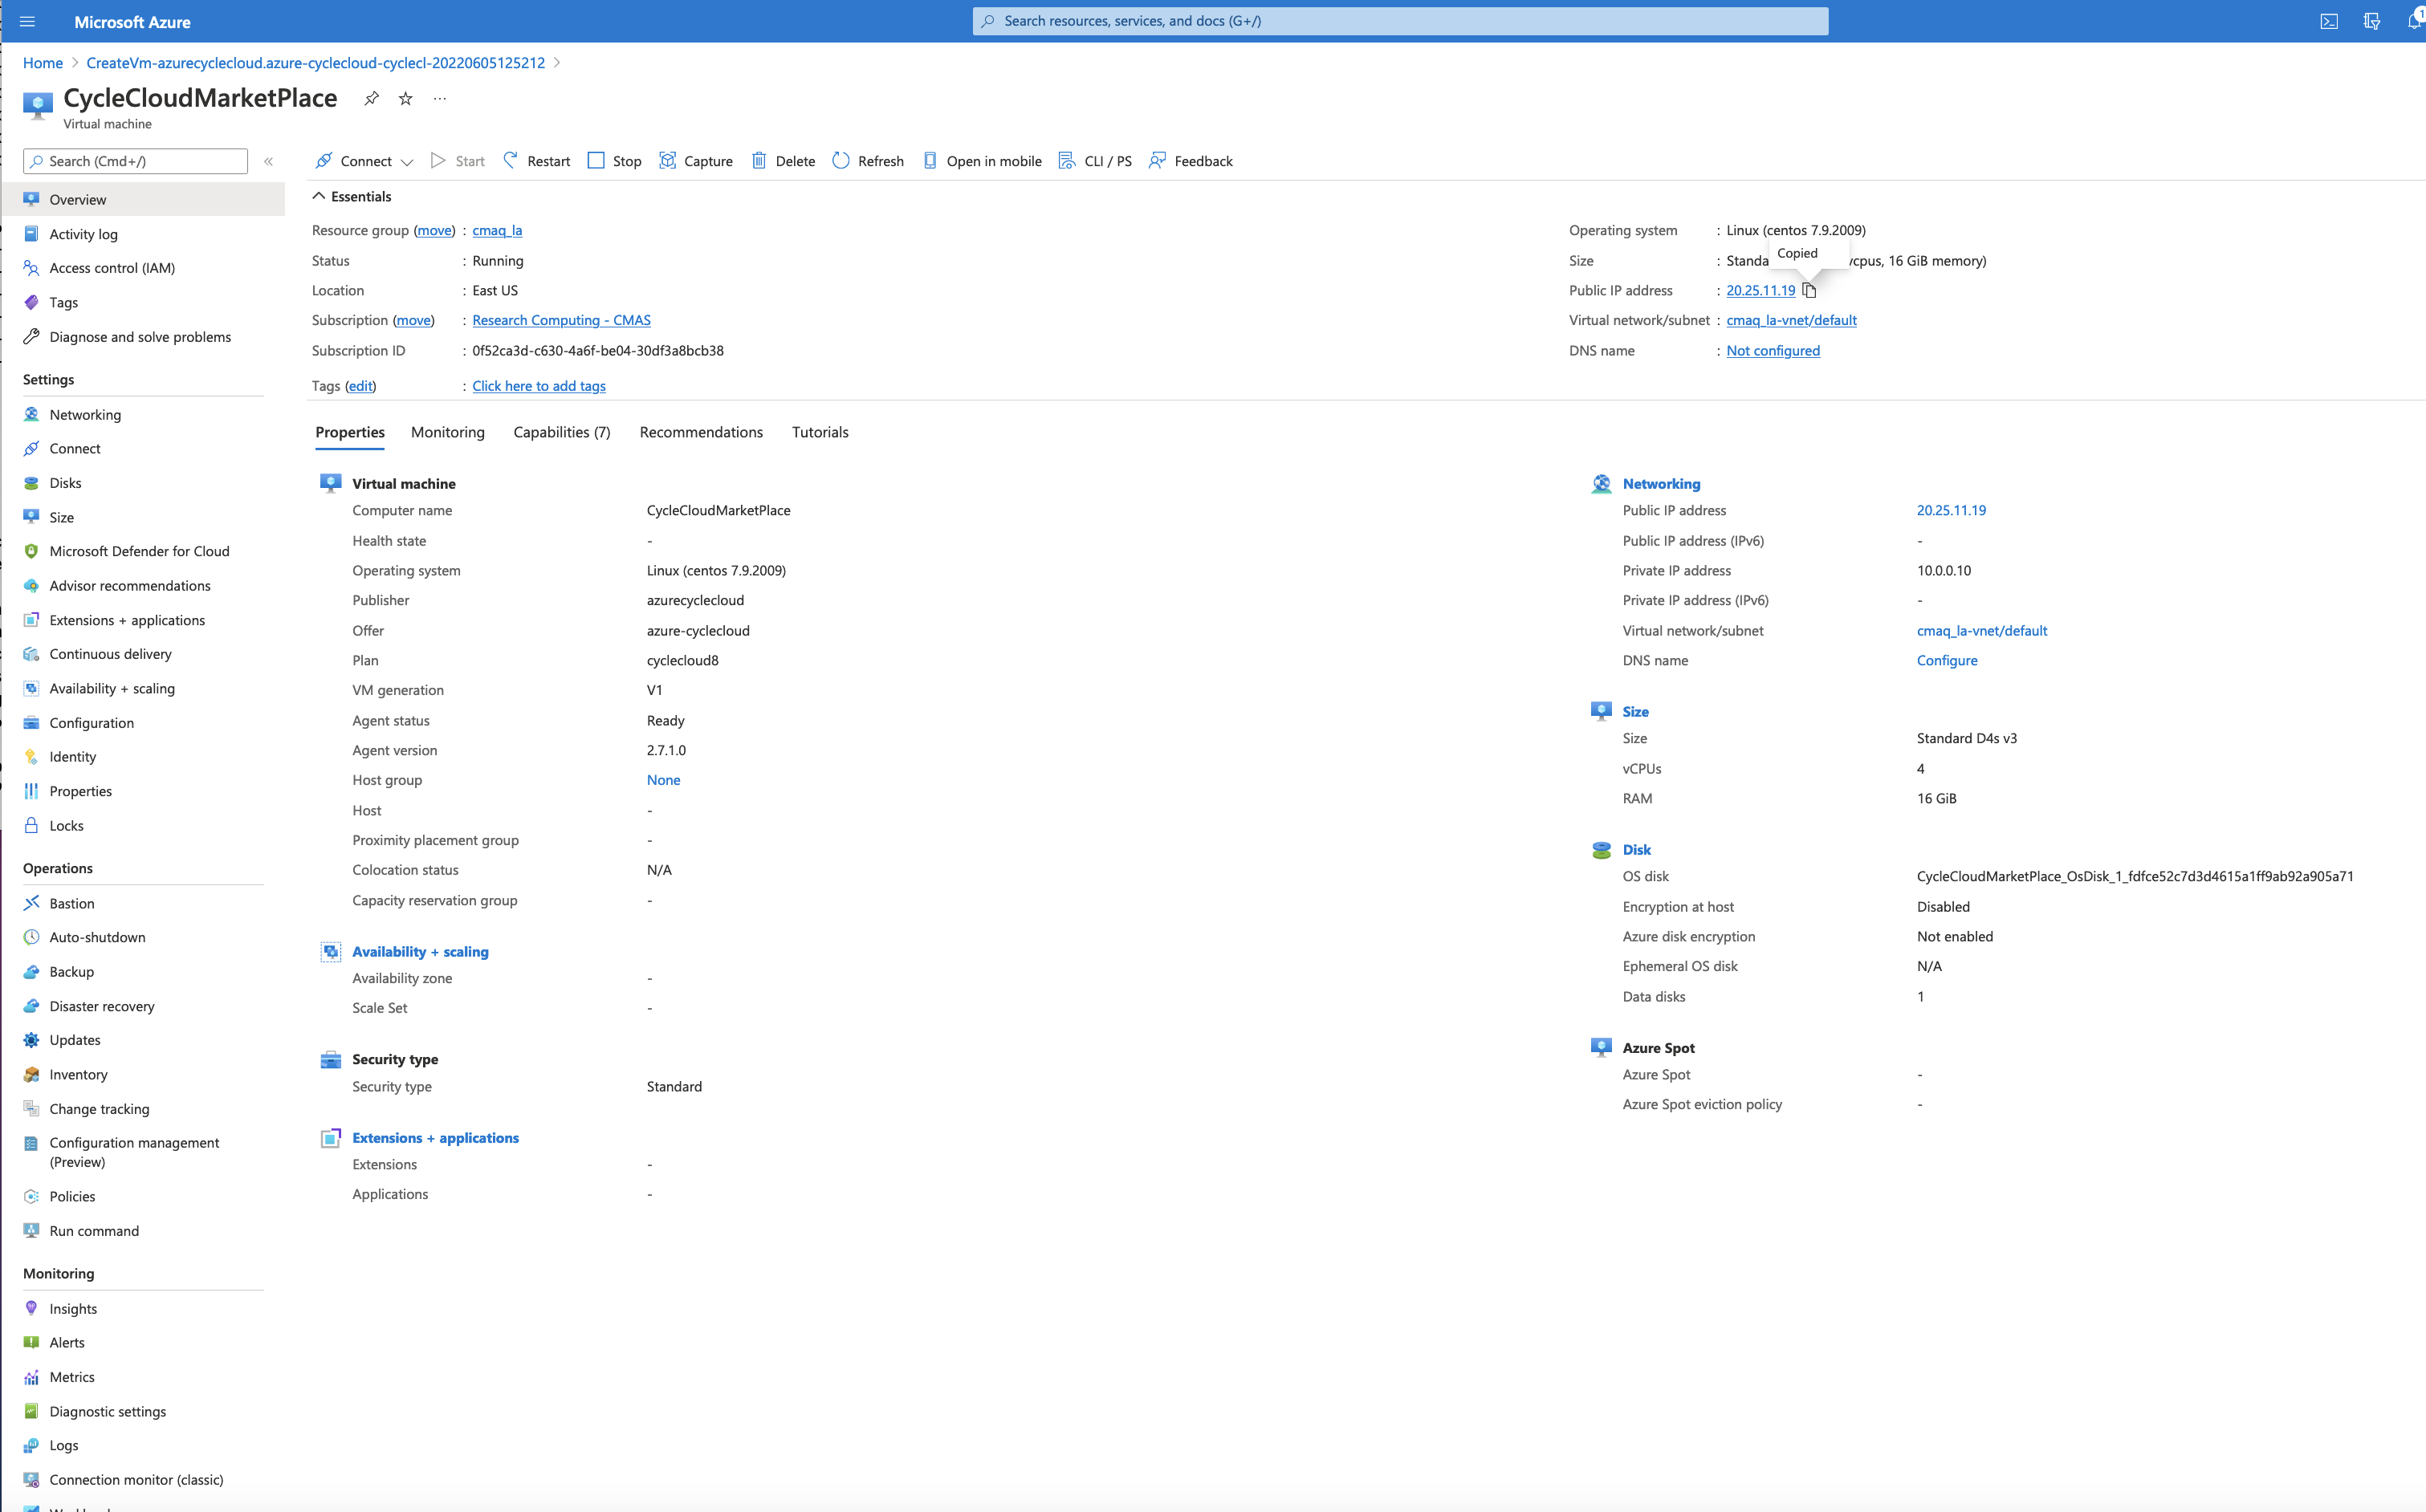 Microsoft Azure
Search resources, services, and docs (G+/)
1
Home > CreateVm-azurecyclecloud.azure-cyclecloud-cyclecl-20220605125212 >
CycleCloudMarketPlace
Virtual machine
Search (Cmd+/)
«
Connect
Start
Restart
Stop
Capture
Delete
Refresh
Open in mobile
CLI / PS
Feedback
Overview
Activity log
Access control (IAM)
Tags
Diagnose and solve problems
Settings
Networking
Connect
Disks
Size
Microsoft Defender for Cloud
Advisor recommendations
Extensions + applications
Continuous delivery
Availability + scaling
Configuration
Identity
Properties
Locks
Operations
Bastion
Auto-shutdown
Backup
Disaster recovery
Updates
Inventory
Change tracking
Configuration management
(Preview)
Policies
Run command
Monitoring
Insights
Alerts
Metrics
Diagnostic settings
Logs
Connection monitor (classic)
Essentials
Resource group (move) : cmaq_la
Status : Running
Location : East US
Subscription (move) : Research Computing - CMAS
Subscription ID : 0f52ca3d-c630-4a6f-be04-30df3a8bcb38
Tags (edit) : Click here to add tags
Operating system : Linux (centos 7.9.2009)
Copied
Size : Standa vcpus, 16 GiB memory)
Public IP address : 20.25.11.19
Virtual network/subnet : cmaq_la-vnet/default
DNS name : Not configured
Properties
Monitoring
Capabilities (7)
Recommendations
Tutorials
Virtual machine
Computer name CycleCloudMarketPlace
Health state -
Operating system Linux (centos 7.9.2009)
Publisher azurecyclecloud
Offer azure-cyclecloud
Plan cyclecloud8
VM generation V1
Agent status Ready
Agent version 2.7.1.0
Host group None
Host -
Proximity placement group -
Colocation status N/A
Capacity reservation group -
Availability + scaling
Availability zone -
Scale Set -
Security type
Security type Standard
Extensions + applications
Extensions -
Applications -
Networking
Public IP address 20.25.11.19
Public IP address (IPv6) -
Private IP address 10.0.0.10
Private IP address (IPv6) -
Virtual network/subnet cmaq_la-vnet/default
DNS name Configure
Size
Size Standard D4s v3
vCPUs 4
RAM 16 GiB
Disk
OS disk CycleCloudMarketPlace_OsDisk_1_fdfce52c7d3d4615a1ff9ab92a905a71
Encryption at host Disabled
Azure disk encryption Not enabled
Ephemeral OS disk N/A
Data disks 1
Azure Spot
Azure Spot -
Azure Spot eviction policy -